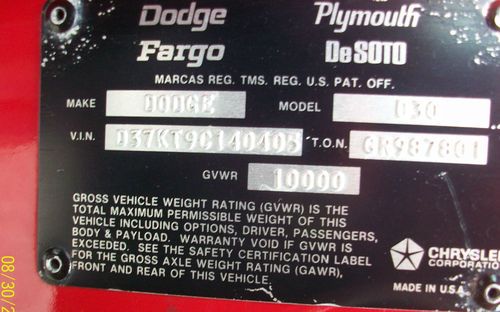 Dodge Plymouth
Fargo DeSOTO
MARCAS REG. TMS. REG. U.S. PAT. OFF.
MAKE DODGE MODEL D30
V.I.N. D37KT9C140405 T.O.N. GR987801
GVWR 10000
GROSS VEHICLE WEIGHT RATING (GVWR) IS THE
TOTAL MAXIMUM PERMISSIBLE WEIGHT OF THIS
VEHICLE INCLUDING OPTIONS, DRIVER, PASSENGERS,
BODY & PAYLOAD. WARRANTY VOID IF GVWR IS
EXCEEDED. SEE THE SAFETY CERTIFICATION LABEL
FOR THE GROSS AXLE WEIGHT RATING (GAWR),
FRONT AND REAR OF THIS VEHICLE.
CHRYSLER
CORPORATION
MADE IN U.S.A.
08/30/2